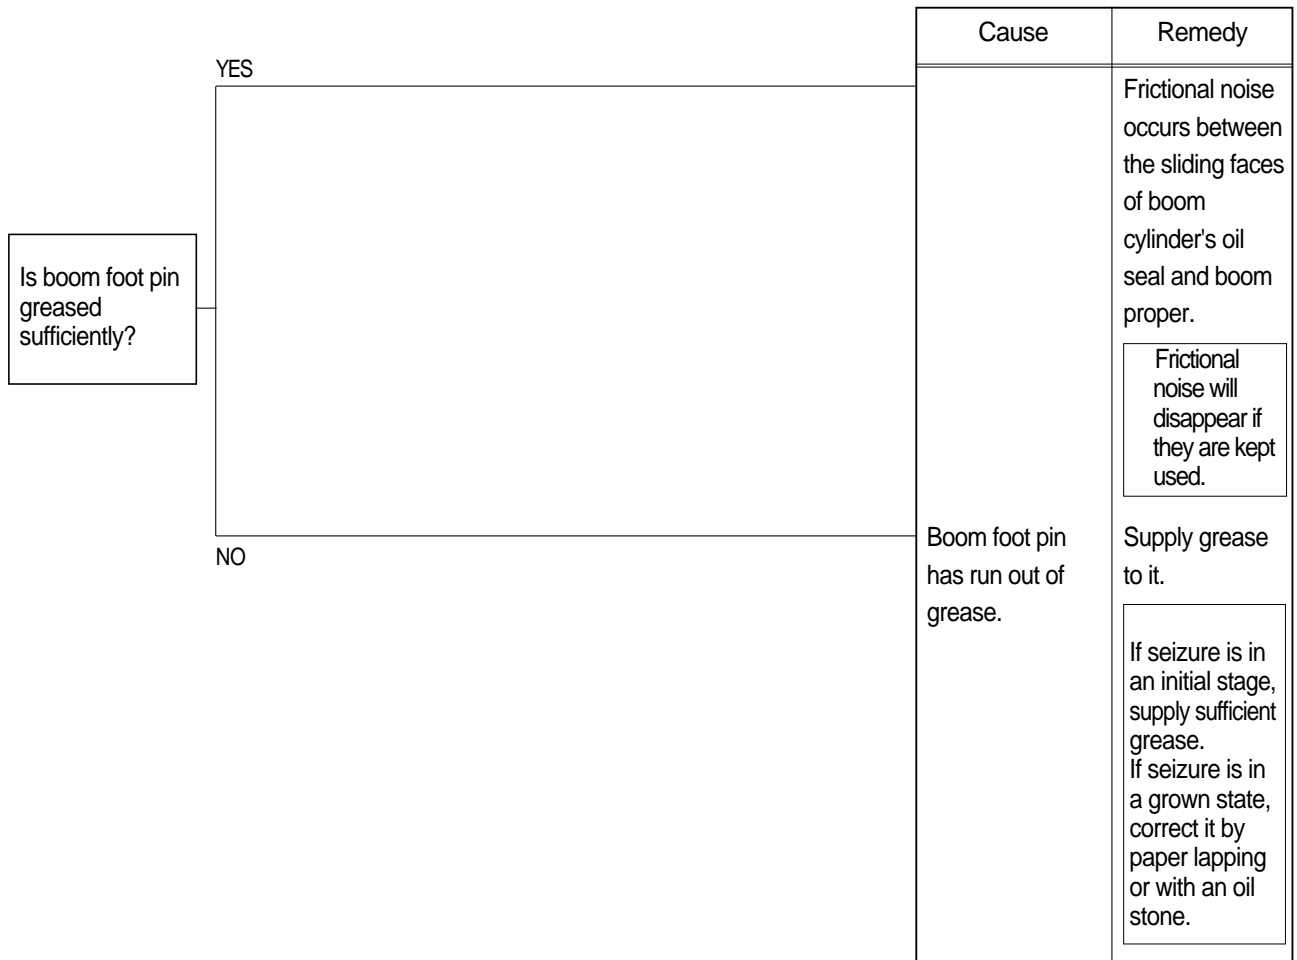 Cause
Remedy
YES
Frictional noise
occurs between
the sliding faces
of boom
cylinder's oil
seal and boom
proper.
Is boom foot pin
greased
sufficiently?
Frictional
noise will
disappear if
they are kept
used.
NO
Boom foot pin
has run out of
grease.
Supply grease
to it.
If seizure is in
an initial stage,
supply sufficient
grease.
If seizure is in
a grown state,
correct it by
paper lapping
or with an oil
stone.